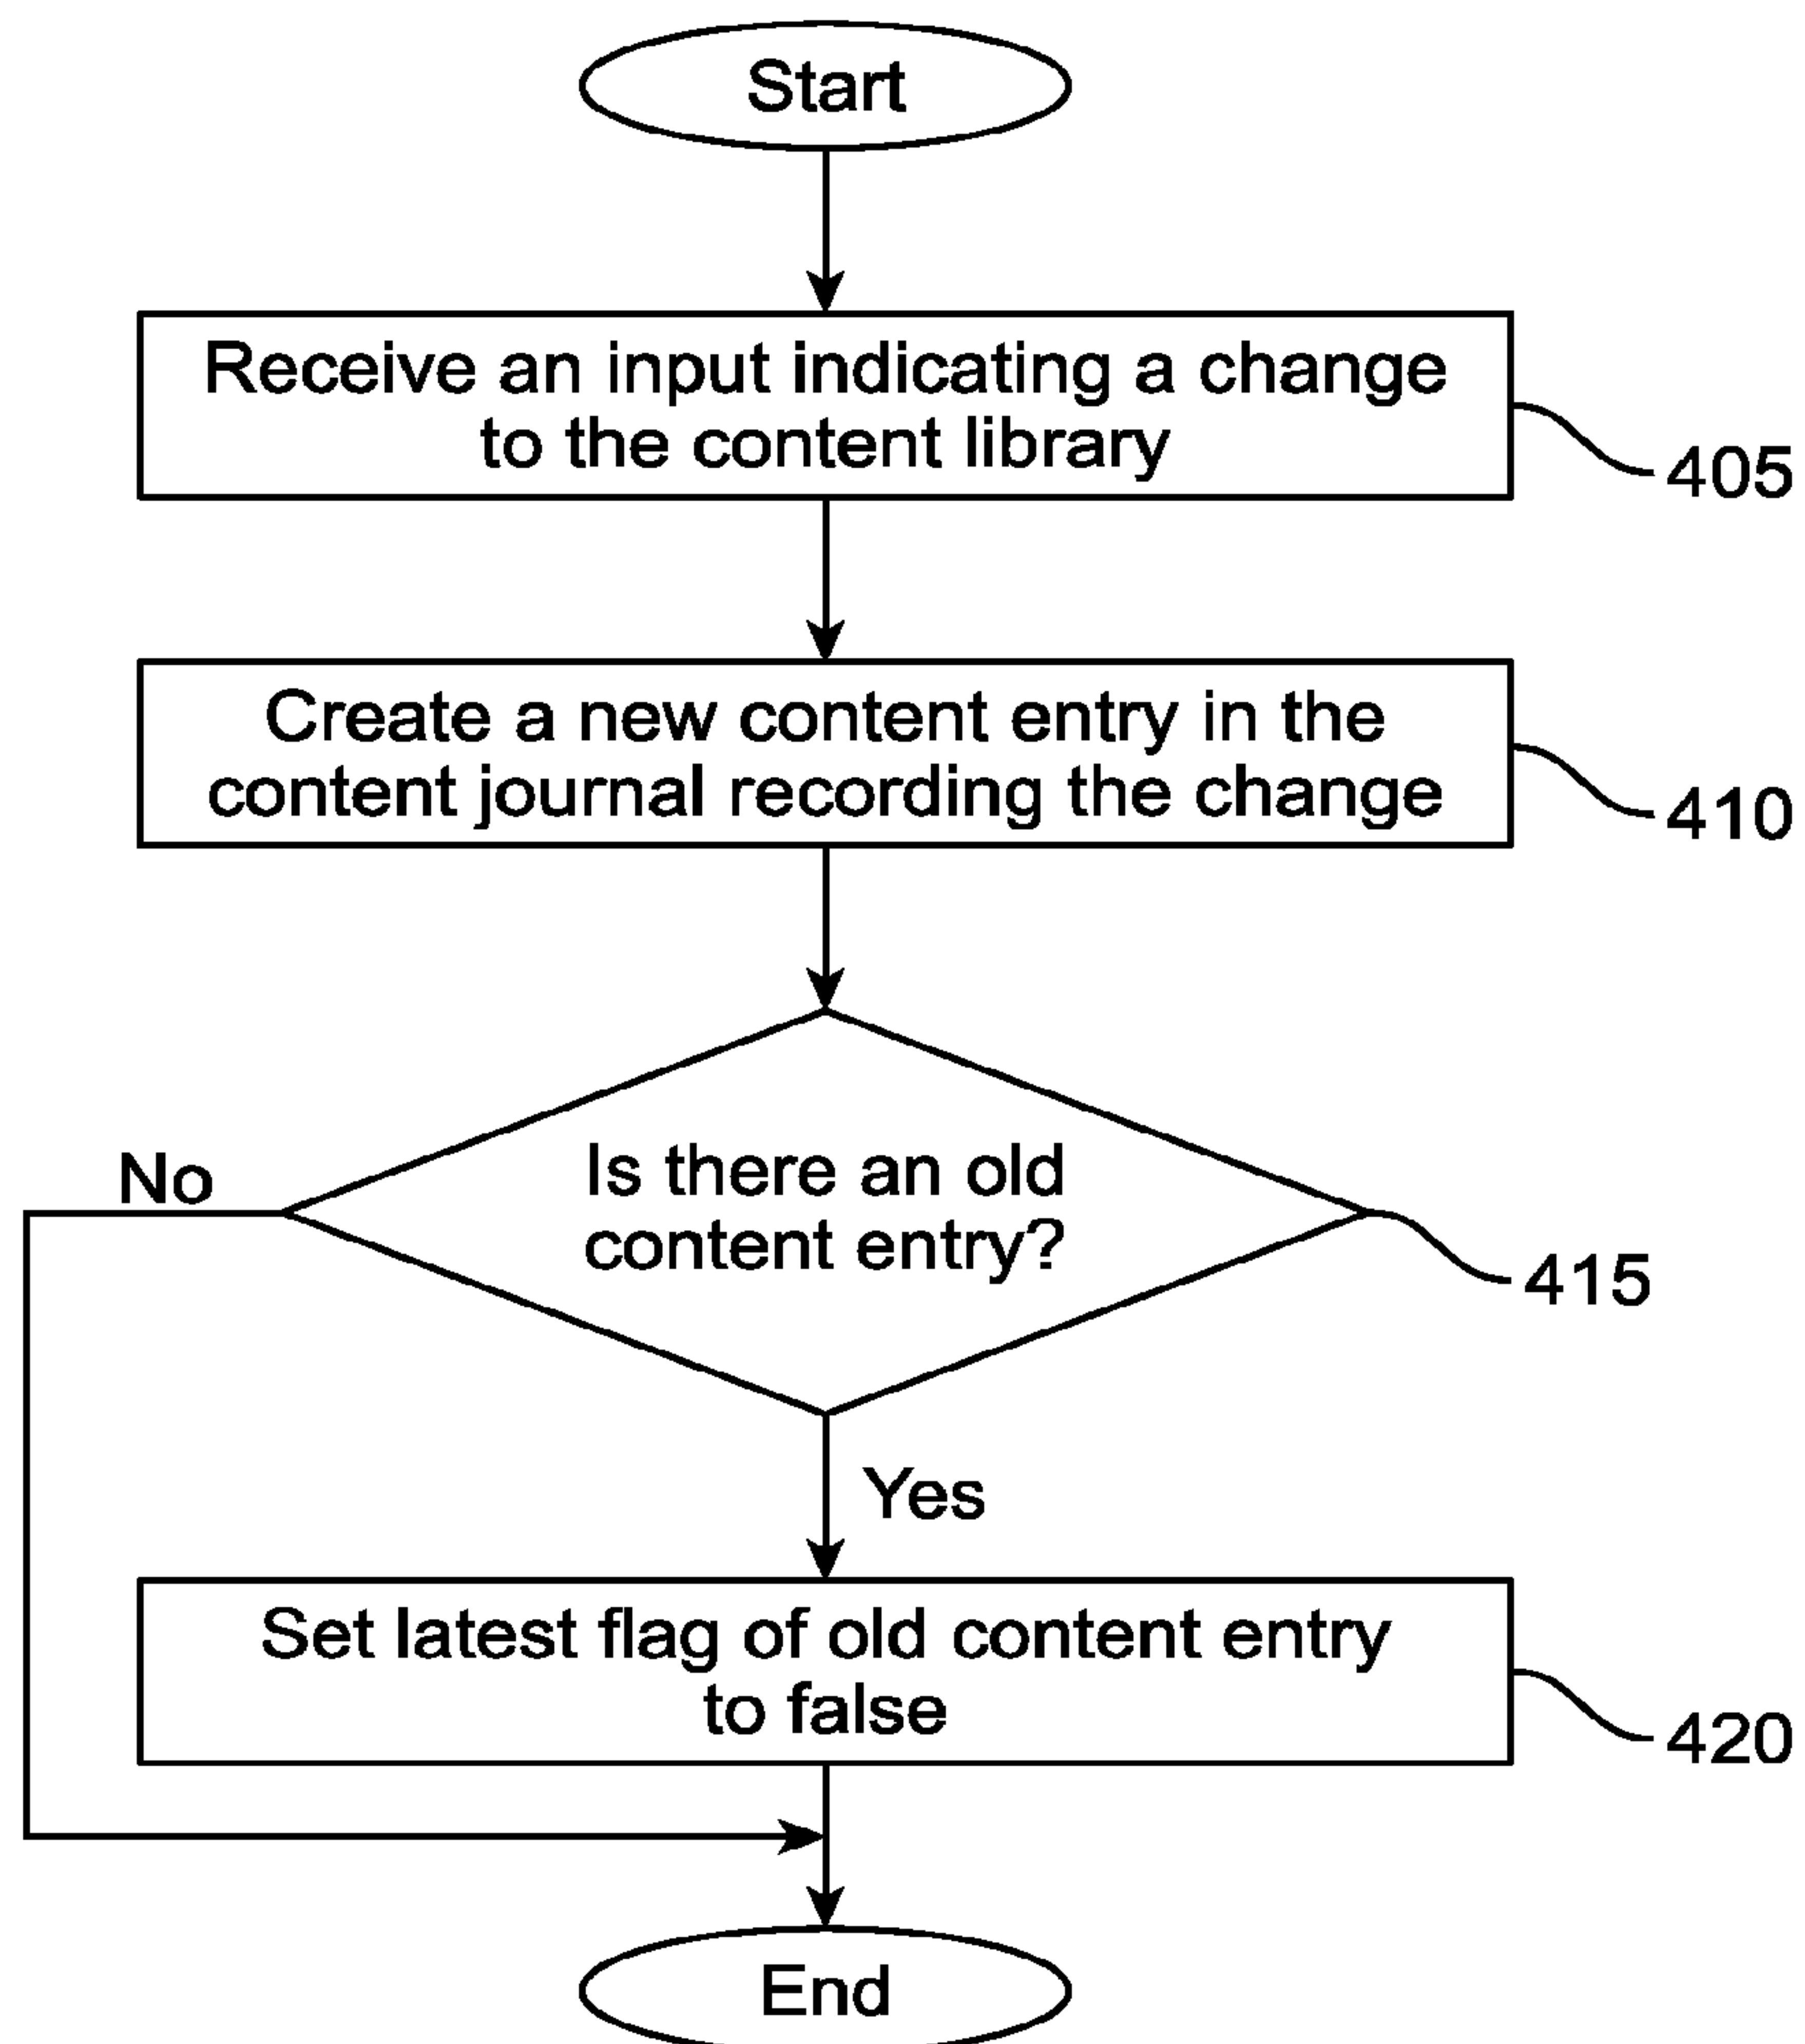 Start
Receive an input indicating a change
to the content library
405
Create a new content entry in the
content journal recording the change
410
Is there an old
content entry?
No
415
Yes
Set latest flag of old content entry
to false
420
End